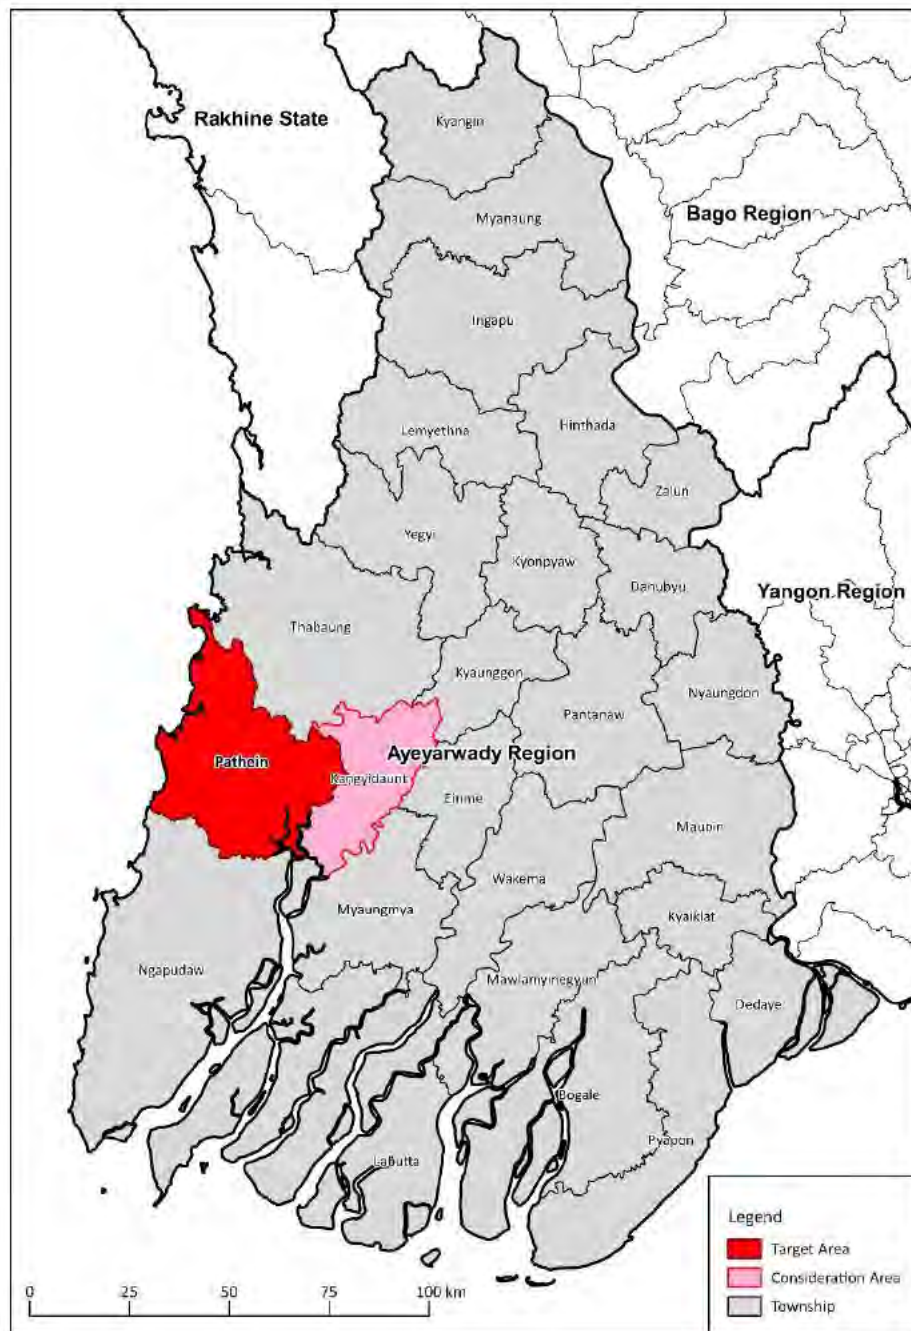 Rakhine State
Kyangin
Bago Region
Myanaung
Ingapu
Lemyethna
Hinthada
Zalun
Yegyi
Kyonpyaw
Danubyu
Yangon Region
Thabaung
Kyaunggon
Nyaungdon
Pantanaw
Pathein
Ayeyarwady Region
Kangyidaunt
Einme
Maubin
Wakema
Myaungmya
Kyaiklat
Ngapudaw
Mawlamyinegyun
Dedaye
Bogale
Pyapon
Labutta
Legend
Target Area
Consideration Area
Township
0 25 50 75 100 km